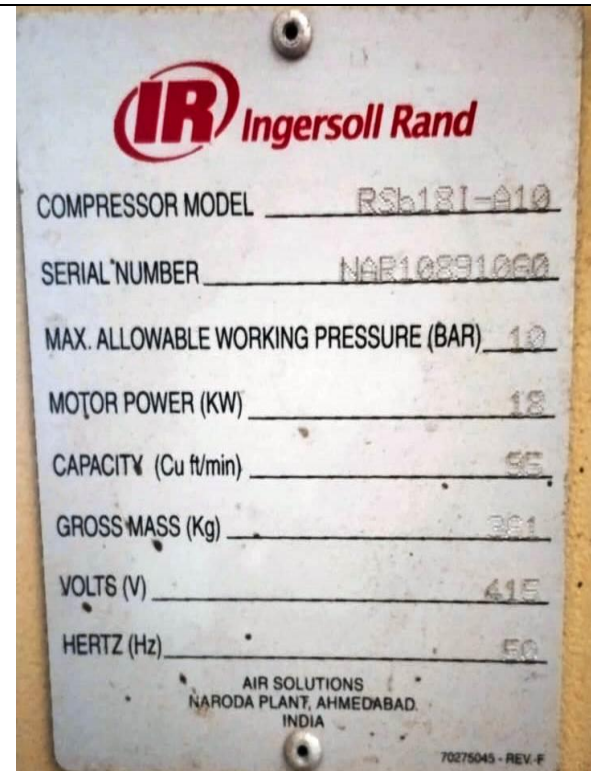 IR Ingersoll Rand
COMPRESSOR MODEL RSb18I-A10
SERIAL NUMBER
MAX. ALLOWABLE WORKING PRESSURE (BAR) 10
MOTOR POWER (KW) 18
CAPACITY (Cu ft/min) 95
GROSS MASS (Kg)
VOLTS (V) 415
HERTZ (Hz) 50
AIR SOLUTIONS
NARODA PLANT, AHMEDABAD.
INDIA
70275045 - REV.-F